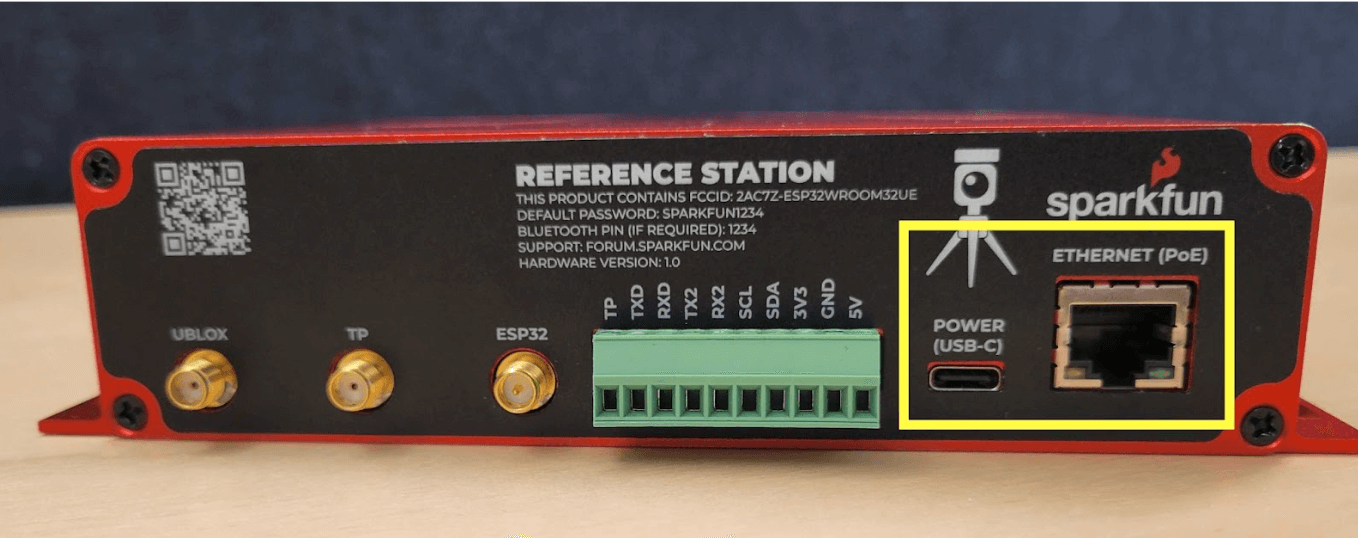 REFERENCE STATION
THIS PRODUCT CONTAINS FCCID: 2AC7Z-ESP32WROOM32UE
DEFAULT PASSWORD: SPARKFUN1234
BLUETOOTH PIN (IF REQUIRED): 1234
SUPPORT: FORUM.SPARKFUN.COM
HARDWARE VERSION: 1.0
sparkfun
ETHERNET (PoE)
POWER
(USB-C)
UBLOX
TP
ESP32
TP
TXD
RXD
TX2
RX2
SCL
SDA
3V3
GND
5V